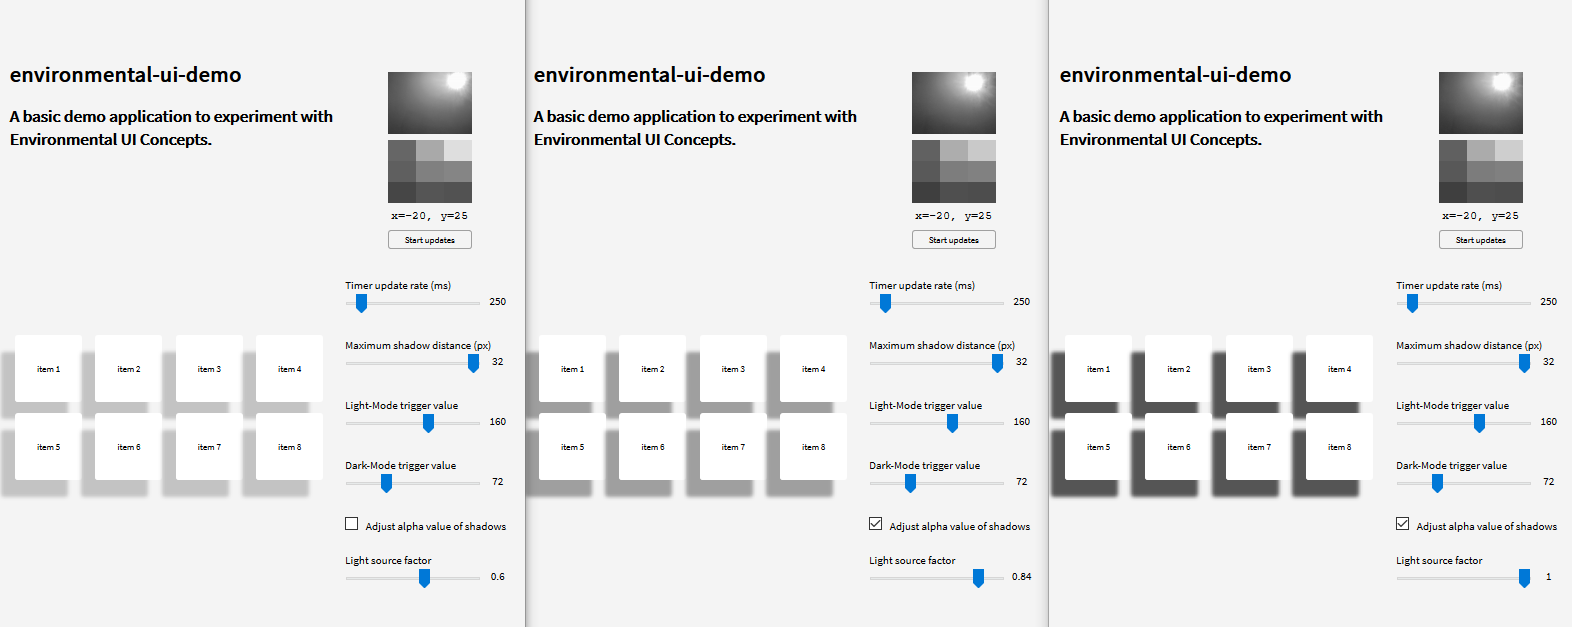 environmental-ui-demo
A basic demo application to experiment with
Environmental UI Concepts.
x=-20, y=25
Start updates
Timer update rate (ms)
250
Maximum shadow distance (px)
32
item 1 item 2 item 3 item 4
Light-Mode trigger value
160
item 5 item 6 item 7 item 8
Dark-Mode trigger value
72
Adjust alpha value of shadows
Light source factor
0.6
environmental-ui-demo
A basic demo application to experiment with
Environmental UI Concepts.
x=-20, y=25
Start updates
Timer update rate (ms)
250
Maximum shadow distance (px)
32
item 1 item 2 item 3 item 4
Light-Mode trigger value
160
item 5 item 6 item 7 item 8
Dark-Mode trigger value
72
Adjust alpha value of shadows
Light source factor
0.84
environmental-ui-demo
A basic demo application to experiment with
Environmental UI Concepts.
x=-20, y=25
Start updates
Timer update rate (ms)
250
Maximum shadow distance (px)
32
item 1 item 2 item 3 item 4
Light-Mode trigger value
160
item 5 item 6 item 7 item 8
Dark-Mode trigger value
72
Adjust alpha value of shadows
Light source factor
1